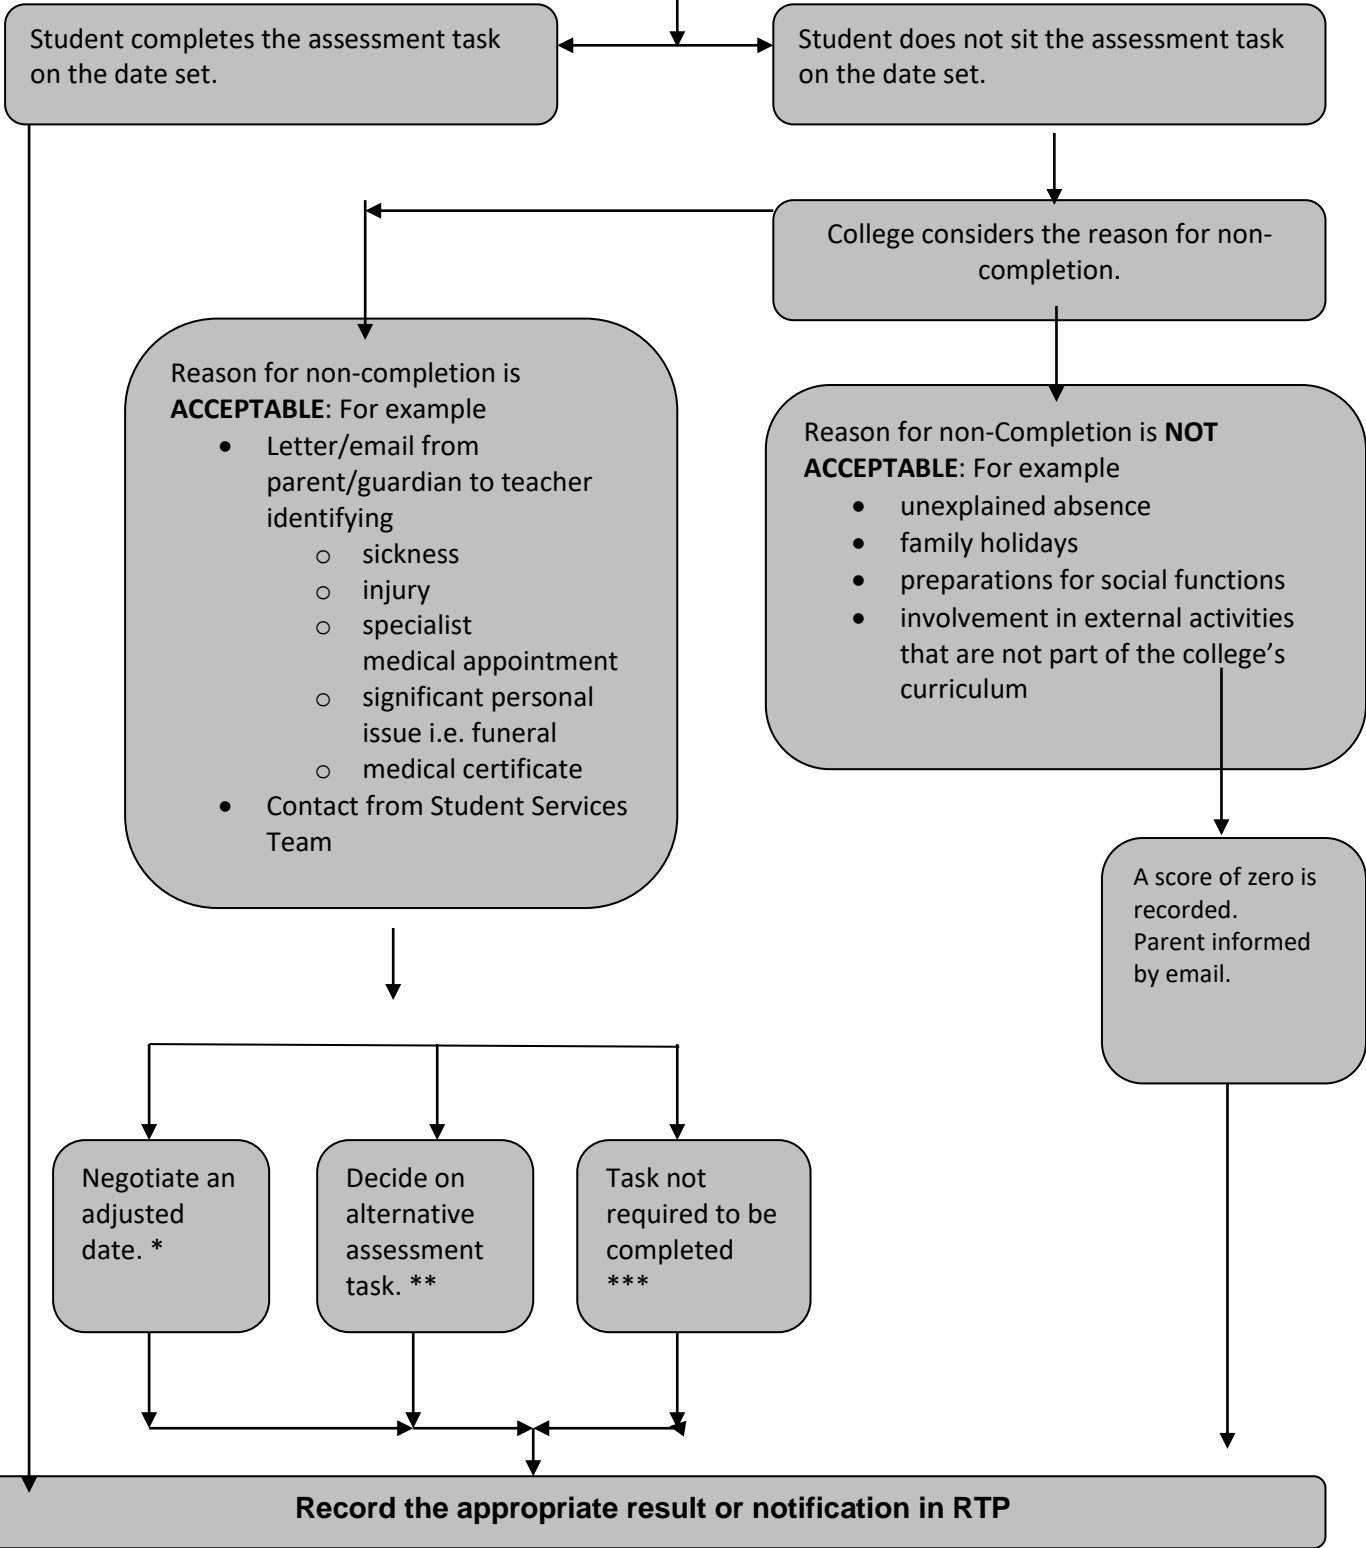 Student completes the assessment task
on the date set.
Student does not sit the assessment task
on the date set.
College considers the reason for non-
completion.
Reason for non-completion is
ACCEPTABLE: For example
• Letter/email from
parent/guardian to teacher
identifying
o sickness
o injury
o specialist
medical appointment
o significant personal
issue i.e. funeral
o medical certificate
• Contact from Student Services
Team
Reason for non-Completion is NOT
ACCEPTABLE: For example
• unexplained absence
• family holidays
• preparations for social functions
• involvement in external activities
that are not part of the college’s
curriculum
A score of zero is
recorded.
Parent informed
by email.
Negotiate an
adjusted
date. *
Decide on
alternative
assessment
task. **
Task not
required to be
completed
***
Record the appropriate result or notification in RTP